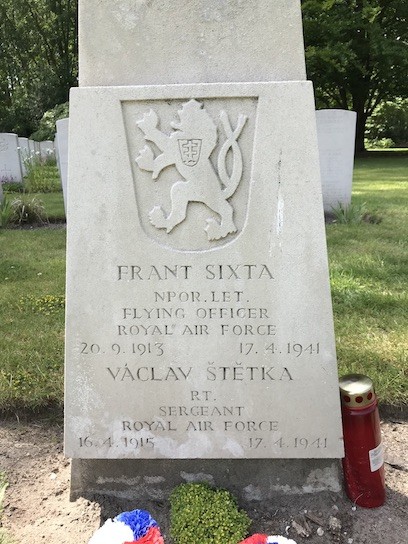 FRANT SIXTA
NPOR. LET.
FLYING OFFICER
ROYAL AIR FORCE
20. 9. 1913 17. 4. 1941
VÁCLAV ŠTĚTKA
RT.
SERGEANT
ROYAL AIR FORCE
16. 4. 1915 17. 4. 1941